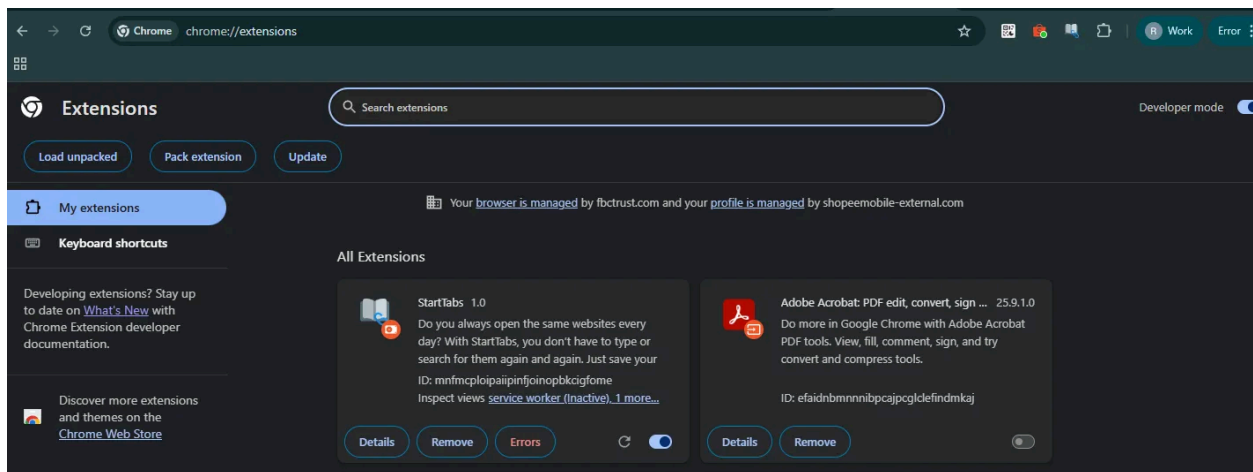 Chrome chrome://extensions R Work Error
Extensions
Search extensions
Developer mode
Load unpacked Pack extension Update
My extensions
Keyboard shortcuts
Developing extensions? Stay up
to date on What's New with
Chrome Extension developer
documentation.
Discover more extensions
and themes on the
Chrome Web Store
Your browser is managed by fbctrust.com and your profile is managed by shopeemobile-external.com
All Extensions
StartTabs 1.0
Do you always open the same websites every
day? With StartTabs, you don't have to type or
search for them again and again. Just save your
ID: mnfmcploipaiipinfjoinopbkcigfome
Inspect views service worker (Inactive), 1 more...
Details Remove Errors
Adobe Acrobat: PDF edit, convert, sign ... 25.9.1.0
Do more in Google Chrome with Adobe Acrobat
PDF tools. View, fill, comment, sign, and try
convert and compress tools.
ID: efaidnbmnnnibpcajpcglclefindmkaj
Details Remove